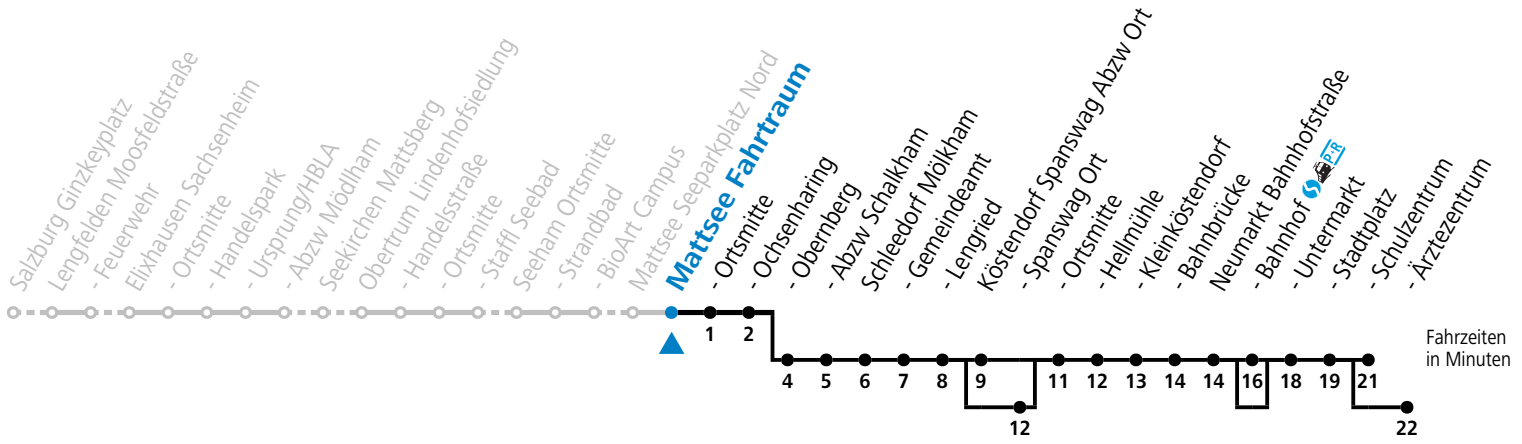 Salzburg Ginzkeyplatz
Lengfelden Moosfeldstraße
- Feuerwehr
Elixhausen Sachsenheim
- Ortsmitte
- Handelspark
- Ursprung/HBLA
- Abzw Mödlham
Seekirchen Mattsberg
Obertrum Lindenhofsiedlung
- Handelsstraße
- Ortsmitte
- Staffl Seebad
Seeham Ortsmitte
- Strandbad
- BioArt Campus
Mattsee Seeparkplatz Nord
Mattsee Fahrtraum
- Ortsmitte
- Ochsenharing
- Obernberg
- Abzw Schalkham
Schleedorf Mölkham
- Gemeindeamt
- Lengried
Köstendorf Spanswag Abzw Ort
- Spanswag Ort
- Ortsmitte
- Hellmühle
- Kleinköstendorf
- Bahnbrücke
Neumarkt Bahnhofstraße
- Bahnhof P+R
- Untermarkt
- Stadtplatz
- Schulzentrum
- Ärztezentrum
1 2
4 5 6 7 8 9 11 12 13 14 14 16 18 19 21
12 22
Fahrzeiten
in Minuten